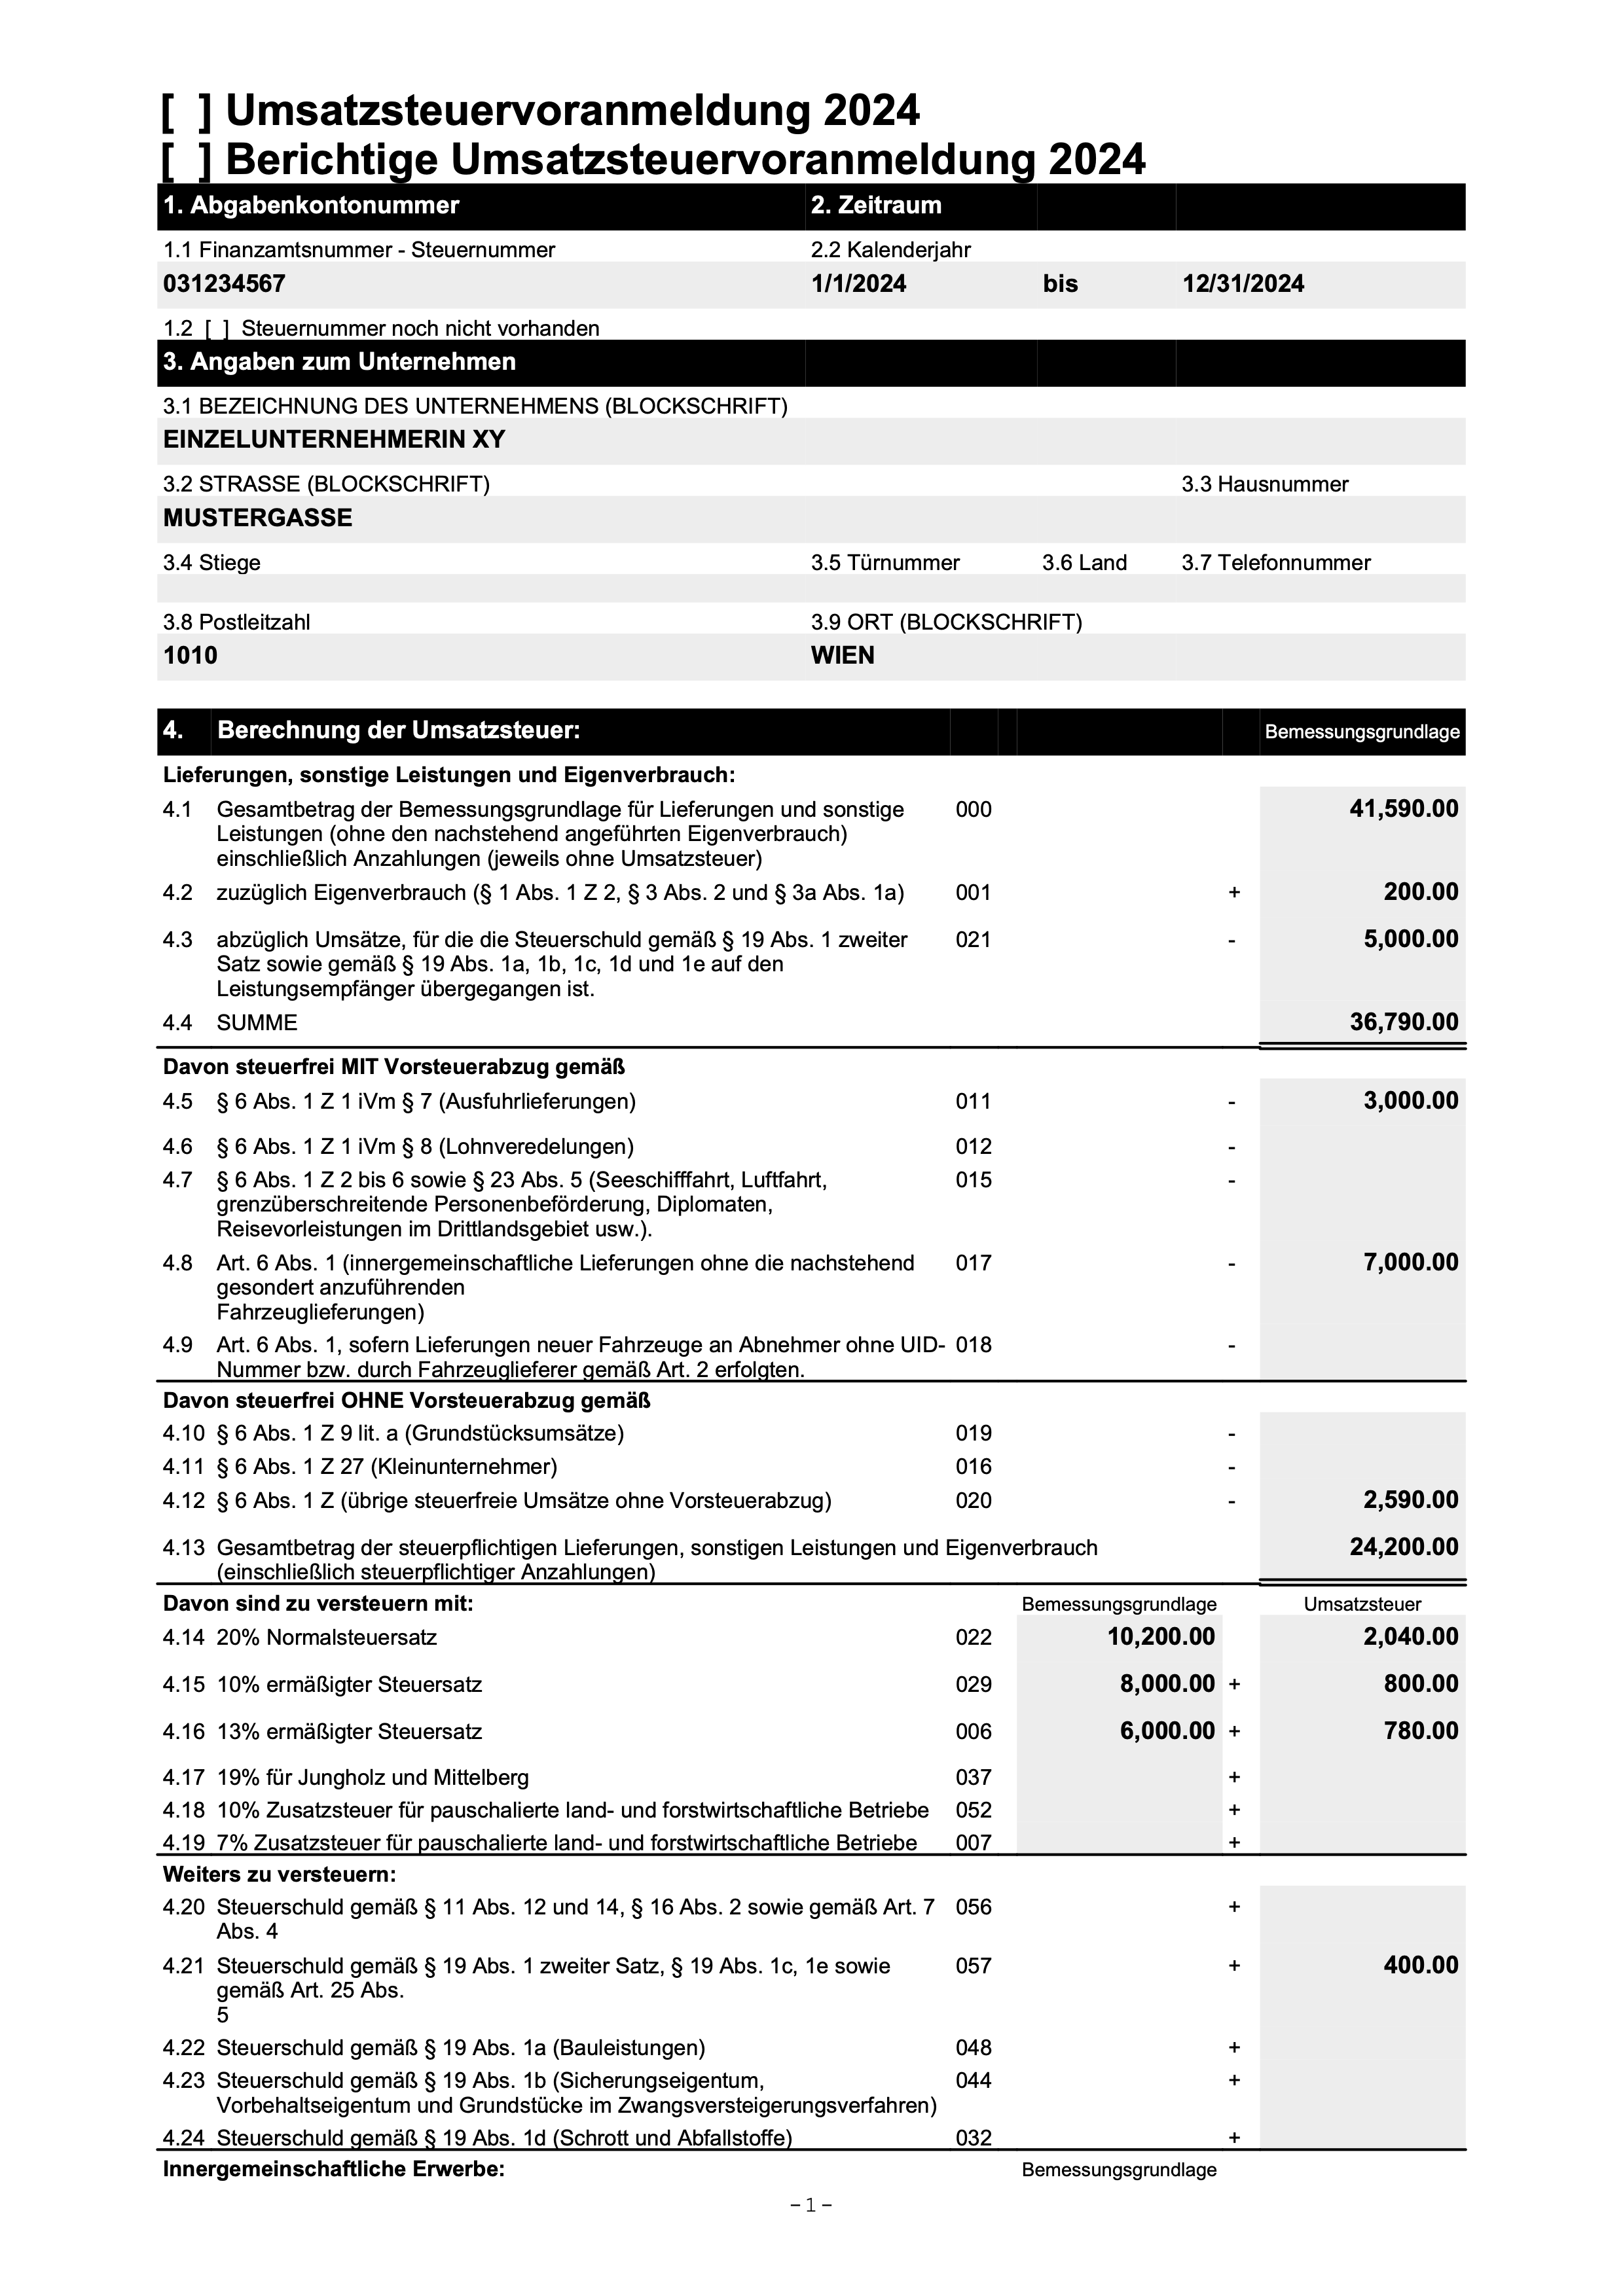 [ ] Umsatzsteuervoranmeldung 2024
[ ] Berichtige Umsatzsteuervoranmeldung 2024
1. Abgabenkontonummer 2. Zeitraum
1.1 Finanzamtsnummer - Steuernummer 2.2 Kalenderjahr
031234567 1/1/2024 bis 12/31/2024
1.2 [ ] Steuernummer noch nicht vorhanden
3. Angaben zum Unternehmen
3.1 BEZEICHNUNG DES UNTERNEHMENS (BLOCKSCHRIFT)
EINZELUNTERNEHMERIN XY
3.2 STRASSE (BLOCKSCHRIFT) 3.3 Hausnummer
MUSTERGASSE
3.4 Stiege 3.5 Türnummer 3.6 Land 3.7 Telefonnummer
3.8 Postleitzahl 3.9 ORT (BLOCKSCHRIFT)
1010 WIEN
4. Berechnung der Umsatzsteuer: Bemessungsgrundlage
Lieferungen, sonstige Leistungen und Eigenverbrauch:
4.1 Gesamtbetrag der Bemessungsgrundlage für Lieferungen und sonstige 000 41,590.00
Leistungen (ohne den nachstehend angeführten Eigenverbrauch)
einschließlich Anzahlungen (jeweils ohne Umsatzsteuer)
4.2 zuzüglich Eigenverbrauch (§ 1 Abs. 1 Z 2, § 3 Abs. 2 und § 3a Abs. 1a) 001 + 200.00
4.3 abzüglich Umsätze, für die die Steuerschuld gemäß § 19 Abs. 1 zweiter 021 - 5,000.00
Satz sowie gemäß § 19 Abs. 1a, 1b, 1c, 1d und 1e auf den
Leistungsempfänger übergegangen ist.
4.4 SUMME 36,790.00
Davon steuerfrei MIT Vorsteuerabzug gemäß
4.5 § 6 Abs. 1 Z 1 iVm § 7 (Ausfuhrlieferungen) 011 - 3,000.00
4.6 § 6 Abs. 1 Z 1 iVm § 8 (Lohnveredelungen) 012 -
4.7 § 6 Abs. 1 Z 2 bis 6 sowie § 23 Abs. 5 (Seeschifffahrt, Luftfahrt, 015 -
grenzüberschreitende Personenbeförderung, Diplomaten,
Reisevorleistungen im Drittlandsgebiet usw.).
4.8 Art. 6 Abs. 1 (innergemeinschaftliche Lieferungen ohne die nachstehend 017 - 7,000.00
gesondert anzuführenden
Fahrzeuglieferungen)
4.9 Art. 6 Abs. 1, sofern Lieferungen neuer Fahrzeuge an Abnehmer ohne UID- 018 -
Nummer bzw. durch Fahrzeuglieferer gemäß Art. 2 erfolgten.
Davon steuerfrei OHNE Vorsteuerabzug gemäß
4.10 § 6 Abs. 1 Z 9 lit. a (Grundstücksumsätze) 019 -
4.11 § 6 Abs. 1 Z 27 (Kleinunternehmer) 016 -
4.12 § 6 Abs. 1 Z (übrige steuerfreie Umsätze ohne Vorsteuerabzug) 020 - 2,590.00
4.13 Gesamtbetrag der steuerpflichtigen Lieferungen, sonstigen Leistungen und Eigenverbrauch 24,200.00
(einschließlich steuerpflichtiger Anzahlungen)
Davon sind zu versteuern mit: Bemessungsgrundlage Umsatzsteuer
4.14 20% Normalsteuersatz 022 10,200.00 2,040.00
4.15 10% ermäßigter Steuersatz 029 8,000.00 + 800.00
4.16 13% ermäßigter Steuersatz 006 6,000.00 + 780.00
4.17 19% für Jungholz und Mittelberg 037 +
4.18 10% Zusatzsteuer für pauschalierte land- und forstwirtschaftliche Betriebe 052 +
4.19 7% Zusatzsteuer für pauschalierte land- und forstwirtschaftliche Betriebe 007 +
Weiters zu versteuern:
4.20 Steuerschuld gemäß § 11 Abs. 12 und 14, § 16 Abs. 2 sowie gemäß Art. 7 056 +
Abs. 4
4.21 Steuerschuld gemäß § 19 Abs. 1 zweiter Satz, § 19 Abs. 1c, 1e sowie 057 + 400.00
gemäß Art. 25 Abs.
5
4.22 Steuerschuld gemäß § 19 Abs. 1a (Bauleistungen) 048 +
4.23 Steuerschuld gemäß § 19 Abs. 1b (Sicherungseigentum, 044 +
Vorbehaltseigentum und Grundstücke im Zwangsversteigerungsverfahren)
4.24 Steuerschuld gemäß § 19 Abs. 1d (Schrott und Abfallstoffe) 032 +
Innergemeinschaftliche Erwerbe: Bemessungsgrundlage
- 1 -